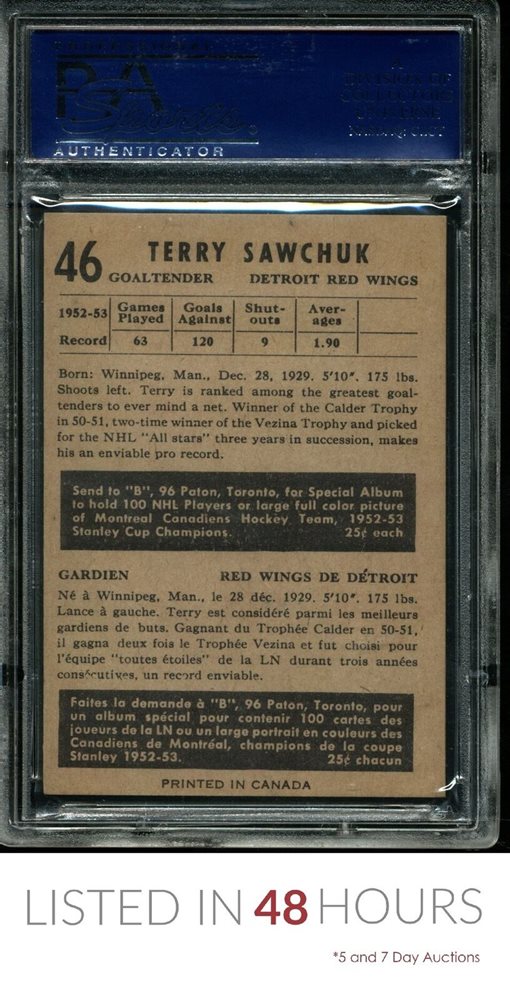 PROFESSIONAL
PSA
AUTHENTICATOR
A
DIVISION OF
COLLECTORS
UNIVERSE
NASDAQ: CLCT
46 TERRY SAWCHUK
GOALTENDER DETROIT RED WINGS
1952-53 Games Played Goals Against Shut-outs Aver-ages
Record 63 120 9 1.90
Born: Winnipeg, Man., Dec. 28, 1929. 5'10". 175 lbs.
Shoots left. Terry is ranked among the greatest goal-
tenders to ever mind a net. Winner of the Calder Trophy
in 50-51, two-time winner of the Vezina Trophy and picked
for the NHL "All stars" three years in succession, makes
his an enviable pro record.
Send to "B", 96 Paton, Toronto, for Special Album
to hold 100 NHL Players or large full color picture
of Montreal Canadiens Hockey Team, 1952-53
Stanley Cup Champions. 25¢ each
GARDIEN RED WINGS DE DÉTROIT
Né à Winnipeg, Man., le 28 déc. 1929. 5'10". 175 lbs.
Lance à gauche. Terry est considéré parmi les meilleurs
gardiens de buts. Gagnant du Trophée Calder en 50-51,
il gagna deux fois le Trophée Vezina et fut choisi pour
l'équipe "toutes étoiles" de la LN durant trois années
consécutives, un record enviable.
Faites la demande à "B", 96 Paton, Toronto, pour
un album spécial pour contenir 100 cartes des
joueurs de la LN ou un large portrait en couleurs des
Canadiens de Montréal, champions de la coupe
Stanley 1952-53. 25¢ chacun
PRINTED IN CANADA
LISTED IN 48 HOURS
*5 and 7 Day Auctions